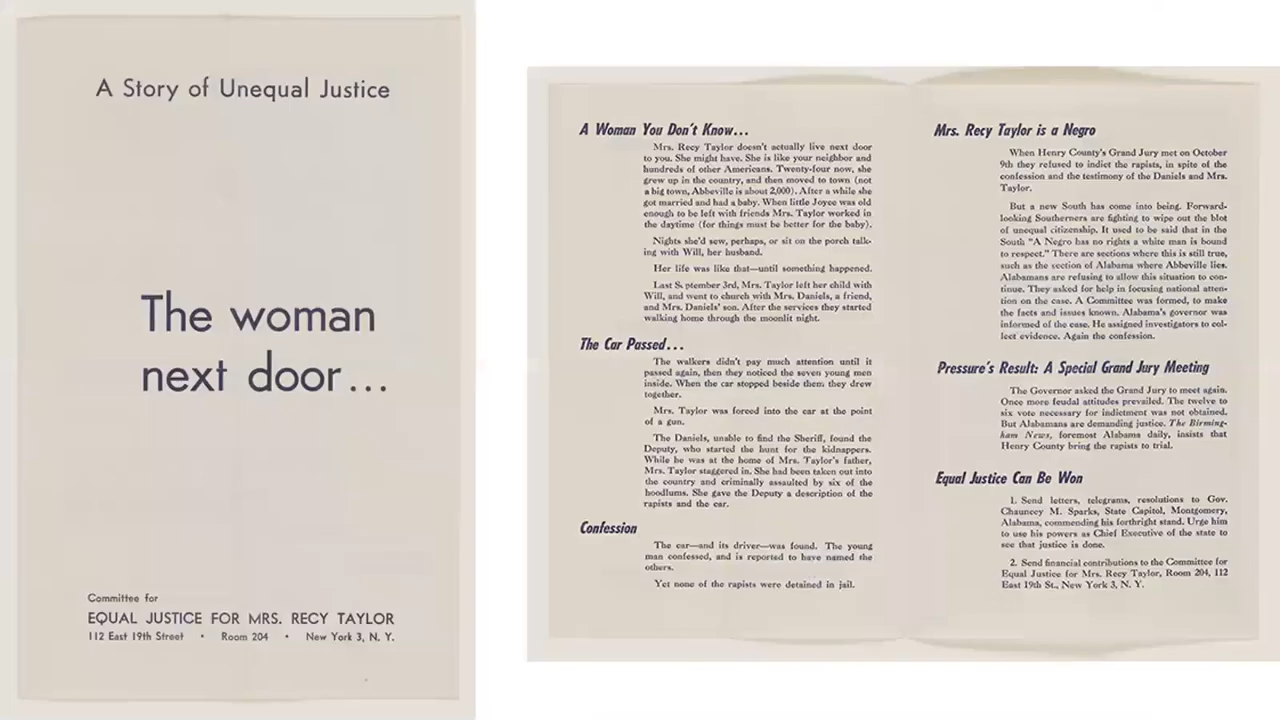 A Story of Unequal Justice
The woman
next door...
Committee for
EQUAL JUSTICE FOR MRS. RECY TAYLOR
112 East 19th Street • Room 204 • New York 3, N. Y.
A Woman You Don't Know...
Mrs. Recy Taylor doesn't actually live next door
to you. She might have. She is like your neighbor and
hundreds of other Americans. Twenty-four now, she
grew up in the country, and then moved to town (not
a big town, Abbeville is about 2,000). After a while she
got married and had a baby. When little Joyce was old
enough to be left with friends Mrs. Taylor worked in
the daytime (for things must be better for the baby).
Nights she'd sew, perhaps, or sit on the porch talk-
ing with Will, her husband.
Her life was like that—until something happened.
Last S ptember 3rd, Mrs. Taylor left her child with
Will, and went to church with Mrs. Daniels, a friend,
and Mrs. Daniels' son. After the services they started
walking home through the moonlit night.
The Car Passed...
The walkers didn't pay much attention until it
passed again, then they noticed the seven young men
inside. When the car stopped beside them they drew
together.
Mrs. Taylor was forced into the car at the point
of a gun.
The Daniels, unable to find the Sheriff, found the
Deputy, who started the hunt for the kidnappers.
While he was at the home of Mrs. Taylor's father,
Mrs. Taylor staggered in. She had been taken out into
the country and criminally assaulted by six of the
hoodlums. She gave the Deputy a description of the
rapists and the car.
Confession
The car—and its driver—was found. The young
man confessed, and is reported to have named the
others.
Yet none of the rapists were detained in jail.
Mrs. Recy Taylor is a Negro
When Henry County's Grand Jury met on October
9th they refused to indict the rapists, in spite of the
confession and the testimony of the Daniels and Mrs.
Taylor.
But a new South has come into being. Forward-
looking Southerners are fighting to wipe out the blot
of unequal citizenship. It used to be said that in the
South "A Negro has no rights a white man is bound
to respect." There are sections where this is still true,
such as the section of Alabama where Abbeville lies.
Alabamans are refusing to allow this situation to con-
tinue. They asked for help in focusing national atten-
tion on the case. A Committee was formed, to make
the facts and issues known. Alabama's governor was
informed of the case. He assigned investigators to col-
lect evidence. Again the confession.
Pressure's Result: A Special Grand Jury Meeting
The Governor asked the Grand Jury to meet again.
Once more feudal attitudes prevailed. The twelve to
six vote necessary for indictment was not obtained.
But Alabamans are demanding justice. The Birming-
ham News, foremost Alabama daily, insists that
Henry County bring the rapists to trial.
Equal Justice Can Be Won
1. Send letters, telegrams, resolutions to Gov.
Chauncey M. Sparks, State Capitol, Montgomery,
Alabama, commending his forthright stand. Urge him
to use his powers as Chief Executive of the state to
see that justice is done.
2. Send financial contributions to the Committee for
Equal Justice for Mrs. Recy Taylor, Room 204, 112
East 19th St., New York 3, N. Y.